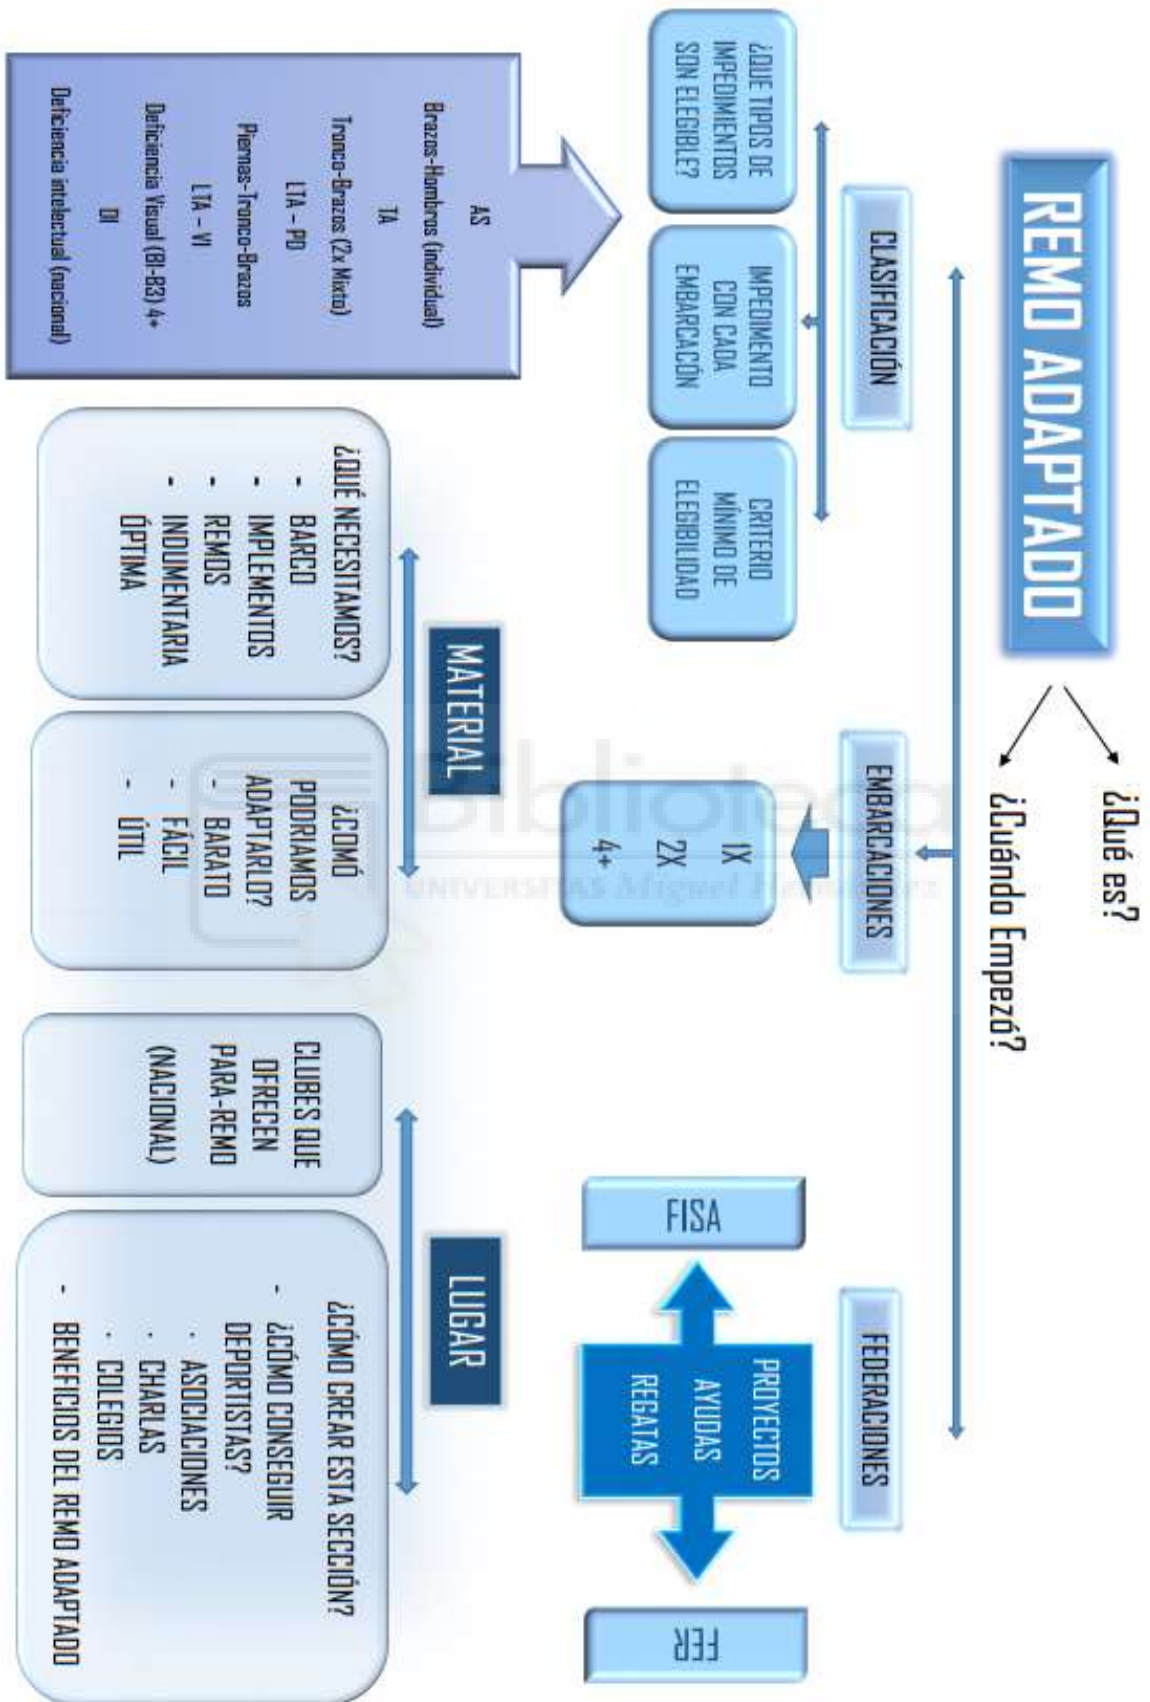 REMO ADAPTADO
¿Qué es?
¿Cuándo Empezó?
CLASIFICACIÓN
EMBARCACIONES
FEDERACIONES
¿QUE TIPOS DE
IMPEDIMIENTOS
SON ELEGIBLE?
IMPEDIMENTO
CON CADA
EMBARCACÓN
CRITERIO
MÍNIMO DE
ELEGIBILIDAD
1X
2X
4+
FISA
PROYECTOS
AYUDAS
REGATAS
FER
AS
Brazos-Hombros (individual)
TA
Tronco-Brazos (2x Mixto)
LTA – PD
Piernas-Tronco-Brazos
LTA – VI
Deficiencia Visual (B1-B3) 4+
DI
Deficiencia intelectual (nacional)
MATERIAL
LUGAR
¿QUÉ NECESITAMOS?
- BARCO
- IMPLEMENTOS
- REMOS
- INDUMENTARIA
ÓPTIMA
¿COMÓ
PODRIAMOS
ADAPTARLO?
- BARATO
- FÁCIL
- ÚTIL
CLUBES QUE
OFRECEN
PARA-REMO
(NACIONAL)
¿CÓMO CREAR ESTA SECCIÓN?
- ¿CÓMO CONSEGUIR
DEPORTISTAS?
. ASOCIACIONES
. CHARLAS
. COLEGIOS
- BENEFICIOS DEL REMO ADAPTADO
Biblioteca
UNIVERSITAS Miguel Hernández